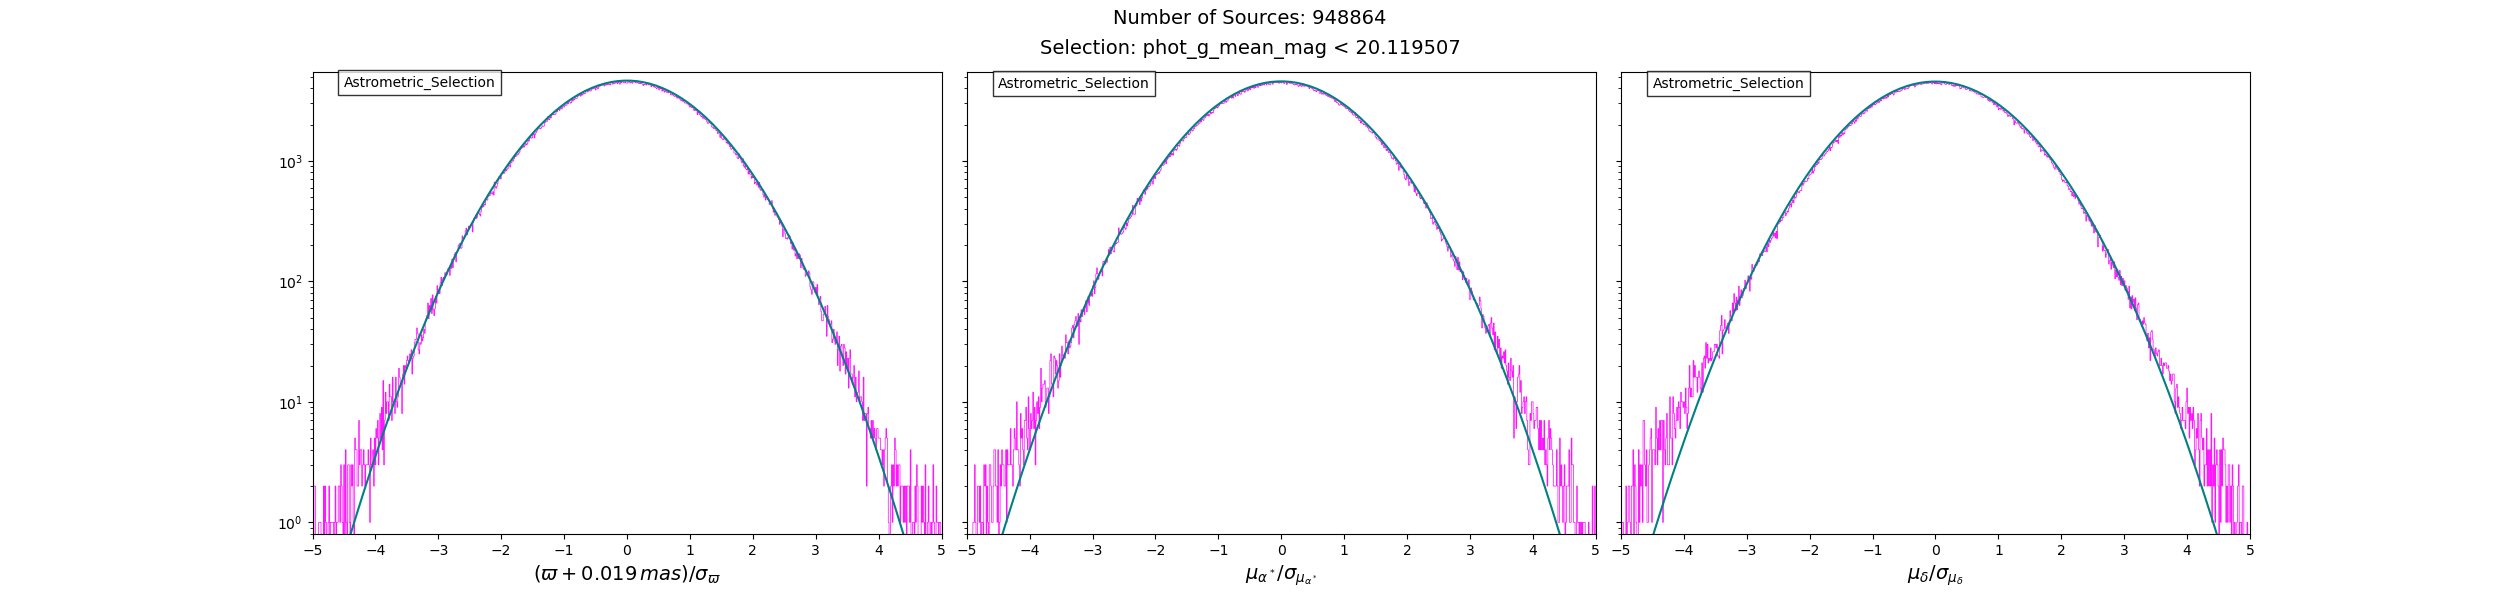 Number of Sources: 948864
Selection: phot_g_mean_mag < 20.119507
Astrometric_Selection Astrometric_Selection Astrometric_Selection
10³
10²
10¹
10⁰
−5 −4 −3 −2 −1 0 1 2 3 4 5 −5 −4 −3 −2 −1 0 1 2 3 4 5 −5 −4 −3 −2 −1 0 1 2 3 4 5
(ϖ + 0.019 mas)/σ_ϖ μ_α*/σ_μ_α* μ_δ/σ_μ_δ